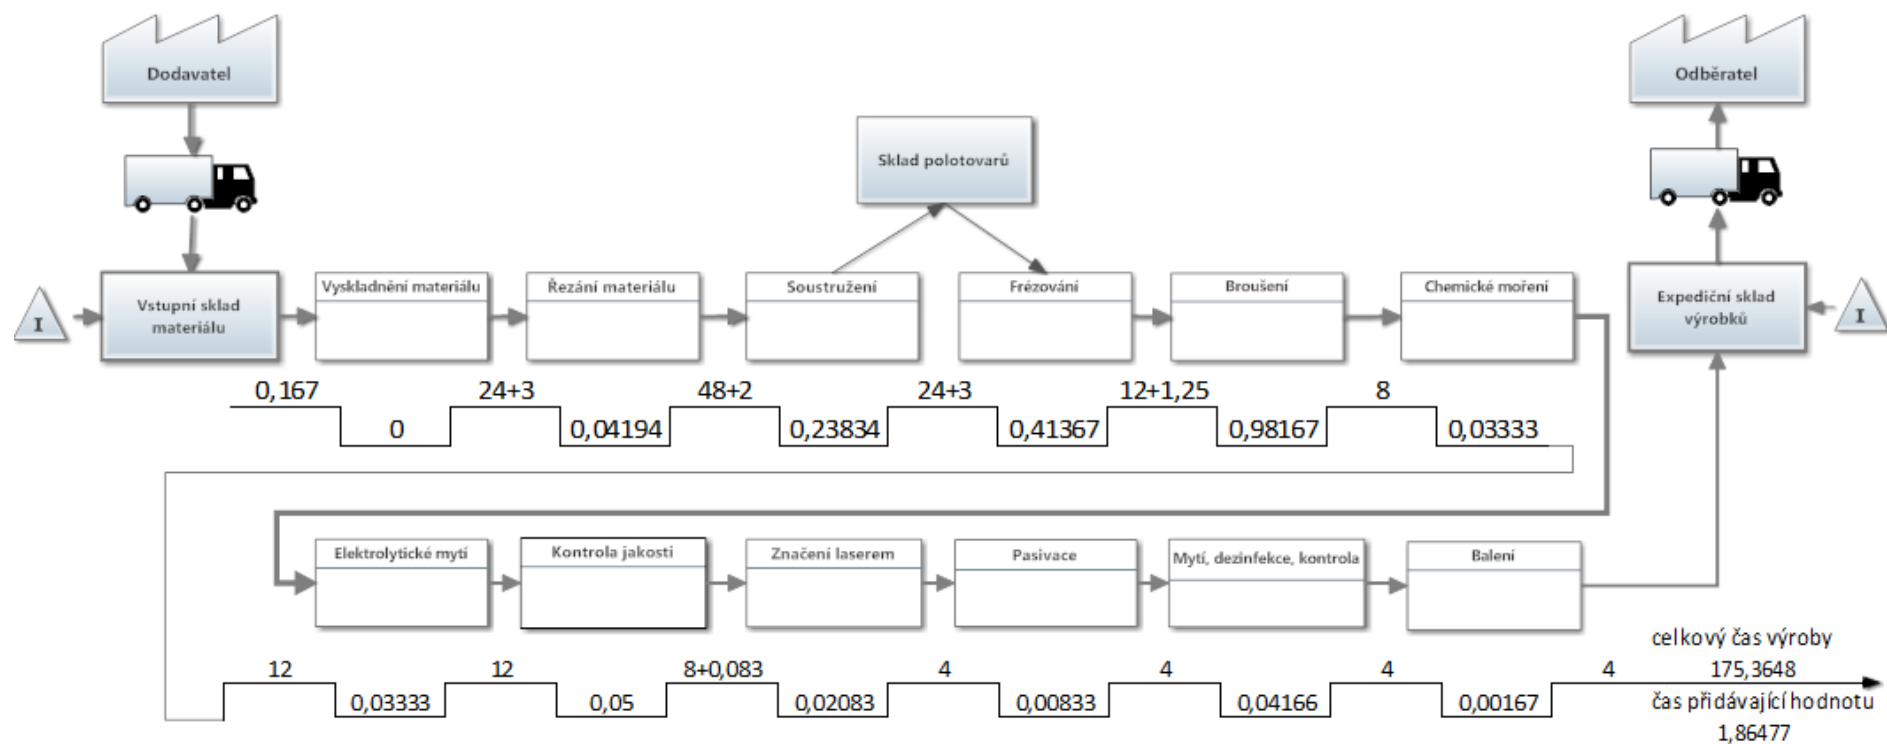 Dodavatel
Odběratel
Sklad polotovarů
I
Vstupní sklad
materiálu
Vyskladnění materiálu
Řezání materiálu
Soustružení
Frézování
Broušení
Chemické moření
Expediční sklad
výrobků
I
0,167
24+3
48+2
24+3
12+1,25
8
0
0,04194
0,23834
0,41367
0,98167
0,03333
Elektrolytické mytí
Kontrola jakosti
Značení laserem
Pasivace
Mytí, dezinfekce, kontrola
Balení
celkový čas výroby
12
12
8+0,083
4
4
4
4
175,3648
0,03333
0,05
0,02083
0,00833
0,04166
0,00167
čas přidávající hodnotu
1,86477